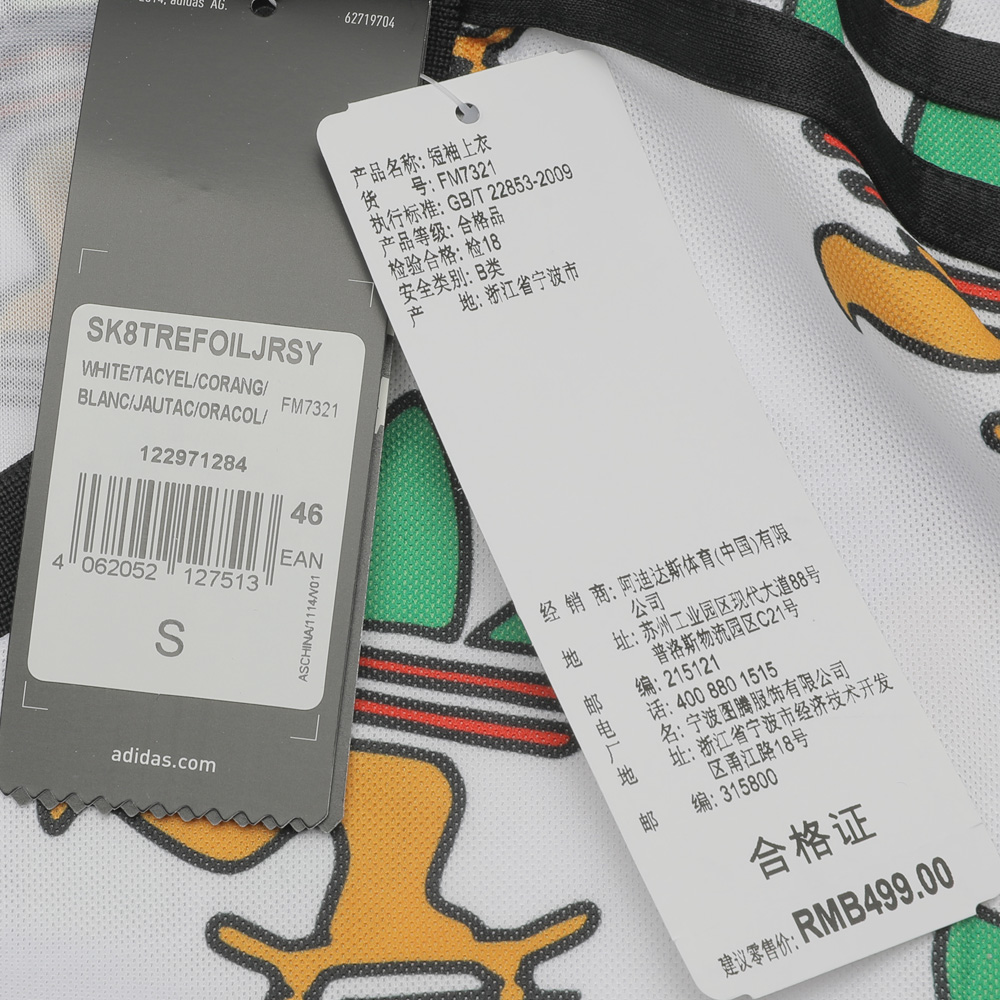 2014, adidas AG.
62719704
SK8TREFOILJRSY
WHITE/TACYEL/CORANG/
BLANC/JAUTAC/ORACOL/ FM7321
122971284
46
EAN
4 062052 127513
ASCHINA/1114/V01
S
adidas.com
产品名称: 短袖上衣
货 号: FM7321
执行标准: GB/T 22853-2009
产品等级: 合格品
检验合格: 检18
安全类别: B类
产 地: 浙江省宁波市
经 销 商: 阿迪达斯体育(中国)有限
公司
地 址: 苏州工业园区现代大道88号
普洛斯物流园区C21号
邮 编: 215121
电 话: 400 880 1515
厂 名: 宁波图腾服饰有限公司
地 址: 浙江省宁波市经济技术开发
区甬江路18号
邮 编: 315800
合格证
建议零售价: RMB499.00